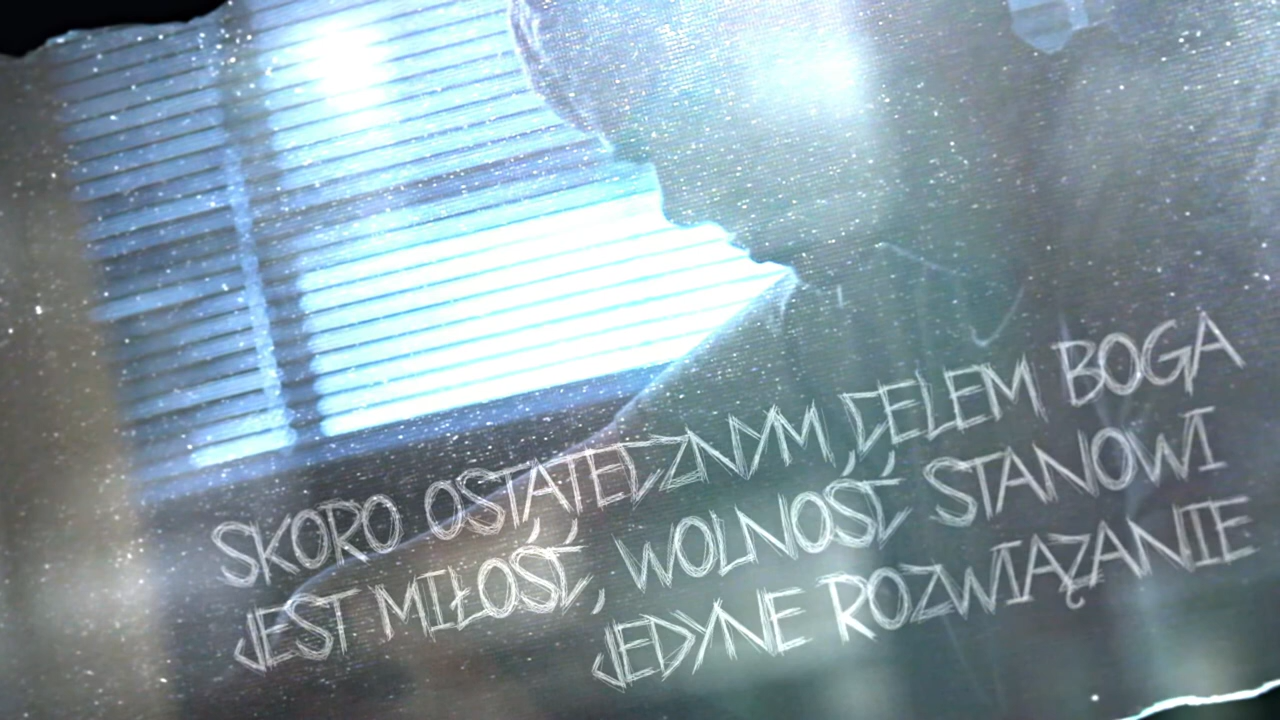 SKORO OSTATECZNYM CELEM BOGA
JEST MIŁOŚĆ, WOLNOŚĆ STANOWI
JEDYNE ROZWIĄZANIE